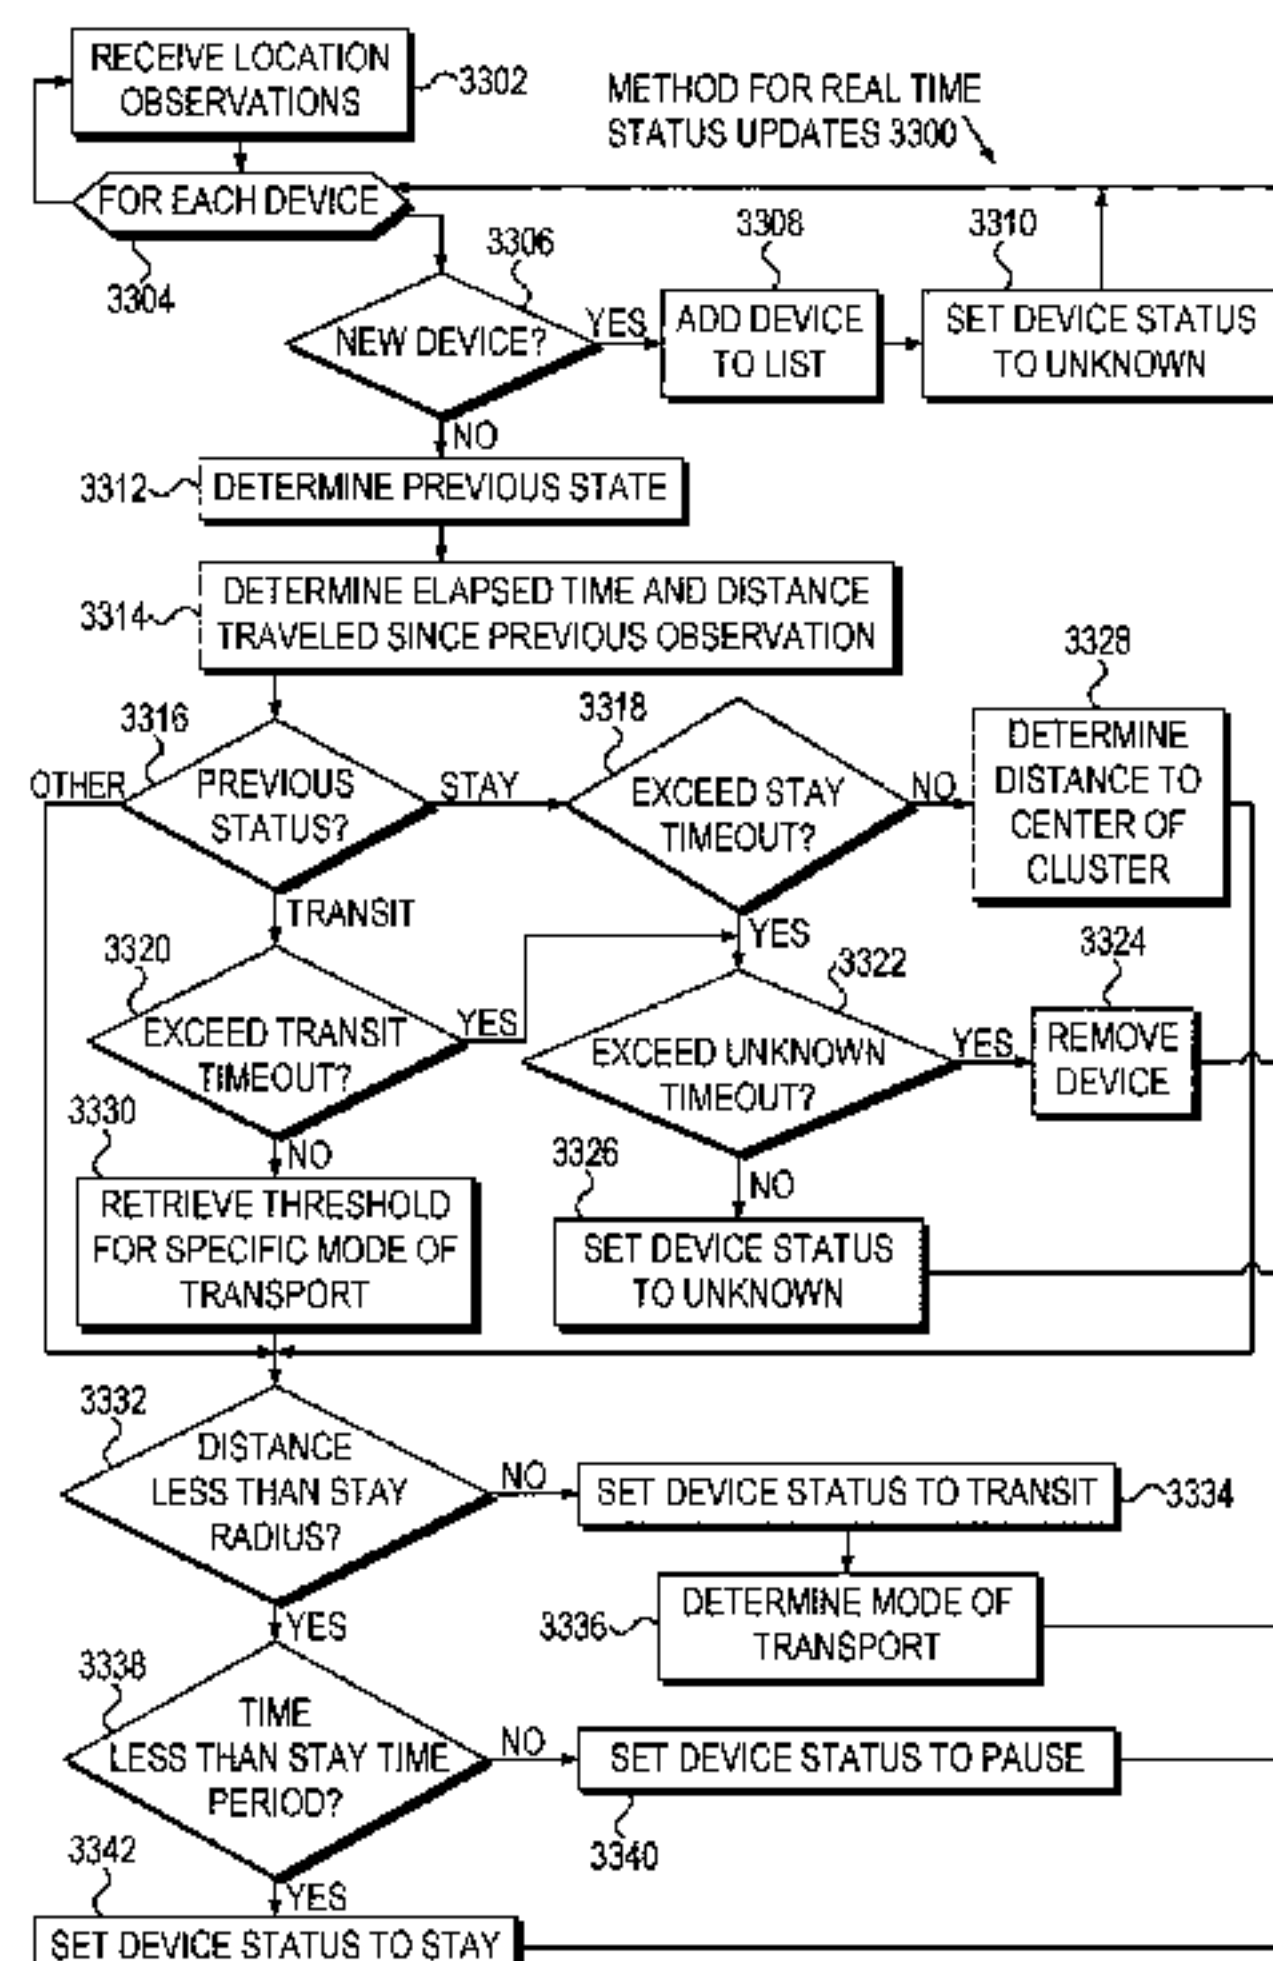 RECEIVE LOCATION
OBSERVATIONS
3302
METHOD FOR REAL TIME
STATUS UPDATES 3300
FOR EACH DEVICE
3304
3306
NEW DEVICE?
YES
3308
ADD DEVICE
TO LIST
3310
SET DEVICE STATUS
TO UNKNOWN
NO
3312
DETERMINE PREVIOUS STATE
3314
DETERMINE ELAPSED TIME AND DISTANCE
TRAVELED SINCE PREVIOUS OBSERVATION
3316
OTHER
PREVIOUS
STATUS?
STAY
3318
EXCEED STAY
TIMEOUT?
NO
3328
DETERMINE
DISTANCE TO
CENTER OF
CLUSTER
TRANSIT
YES
3320
EXCEED TRANSIT
TIMEOUT?
YES
3322
EXCEED UNKNOWN
TIMEOUT?
YES
3324
REMOVE
DEVICE
3330
NO
RETRIEVE THRESHOLD
FOR SPECIFIC MODE OF
TRANSPORT
3326
NO
SET DEVICE STATUS
TO UNKNOWN
3332
DISTANCE
LESS THAN STAY
RADIUS?
NO
SET DEVICE STATUS TO TRANSIT
3334
3336
DETERMINE MODE OF
TRANSPORT
YES
3338
TIME
LESS THAN STAY TIME
PERIOD?
NO
SET DEVICE STATUS TO PAUSE
3340
3342
YES
SET DEVICE STATUS TO STAY